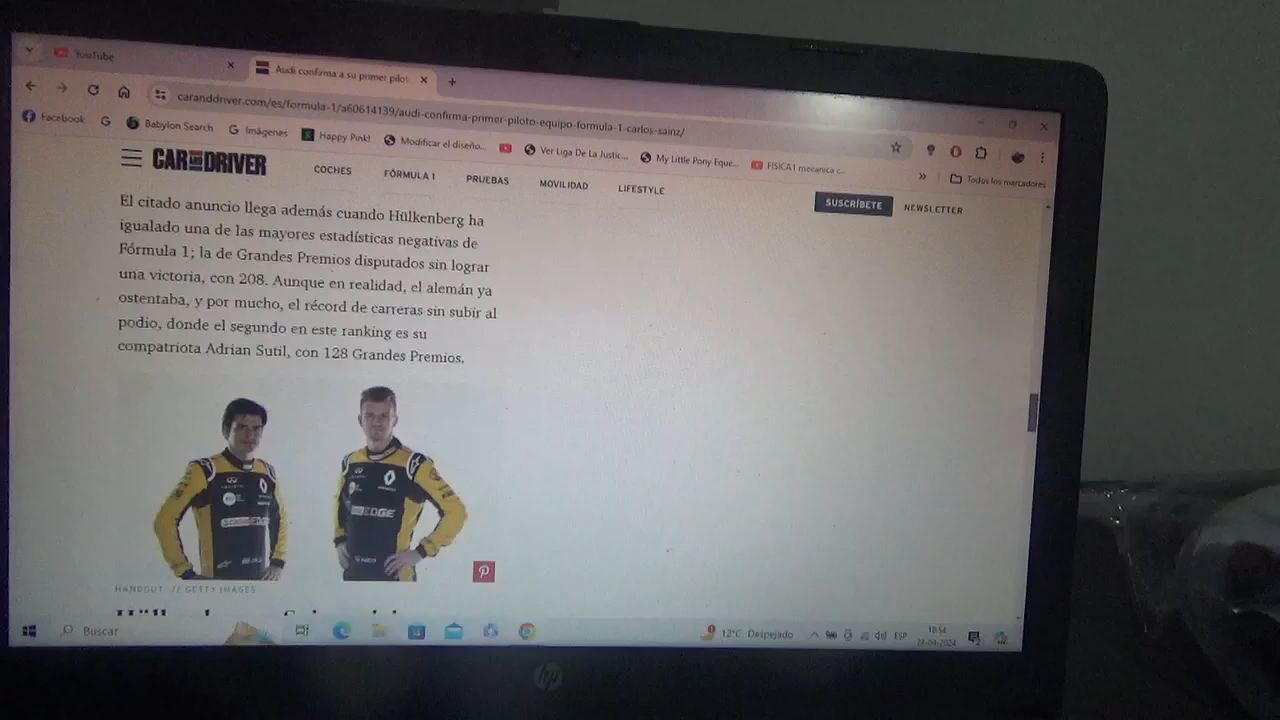 YouTube
Audi confirma a su primer pilot
caranddriver.com/es/formula-1/a60614139/audi-confirma-primer-piloto-equipo-formula-1-carlos-sainz/
Facebook
Babylon Search
Imágenes
Happy Pink!
Modificar el diseño...
Ver Liga De La Justic...
My Little Pony Eque...
FISICA I mecanica c...
Todos los marcadores
CAR AND DRIVER
COCHES
FÓRMULA 1
PRUEBAS
MOVILIDAD
LIFESTYLE
SUSCRÍBETE
NEWSLETTER
El citado anuncio llega además cuando Hülkenberg ha
igualado una de las mayores estadísticas negativas de
Fórmula 1; la de Grandes Premios disputados sin lograr
una victoria, con 208. Aunque en realidad, el alemán ya
ostentaba, y por mucho, el récord de carreras sin subir al
podio, donde el segundo en este ranking es su
compatriota Adrian Sutil, con 128 Grandes Premios.
EDGE
EDGE
HANDOUT // GETTY IMAGES
Buscar
12°C Despejado
ESP
18:54
hp